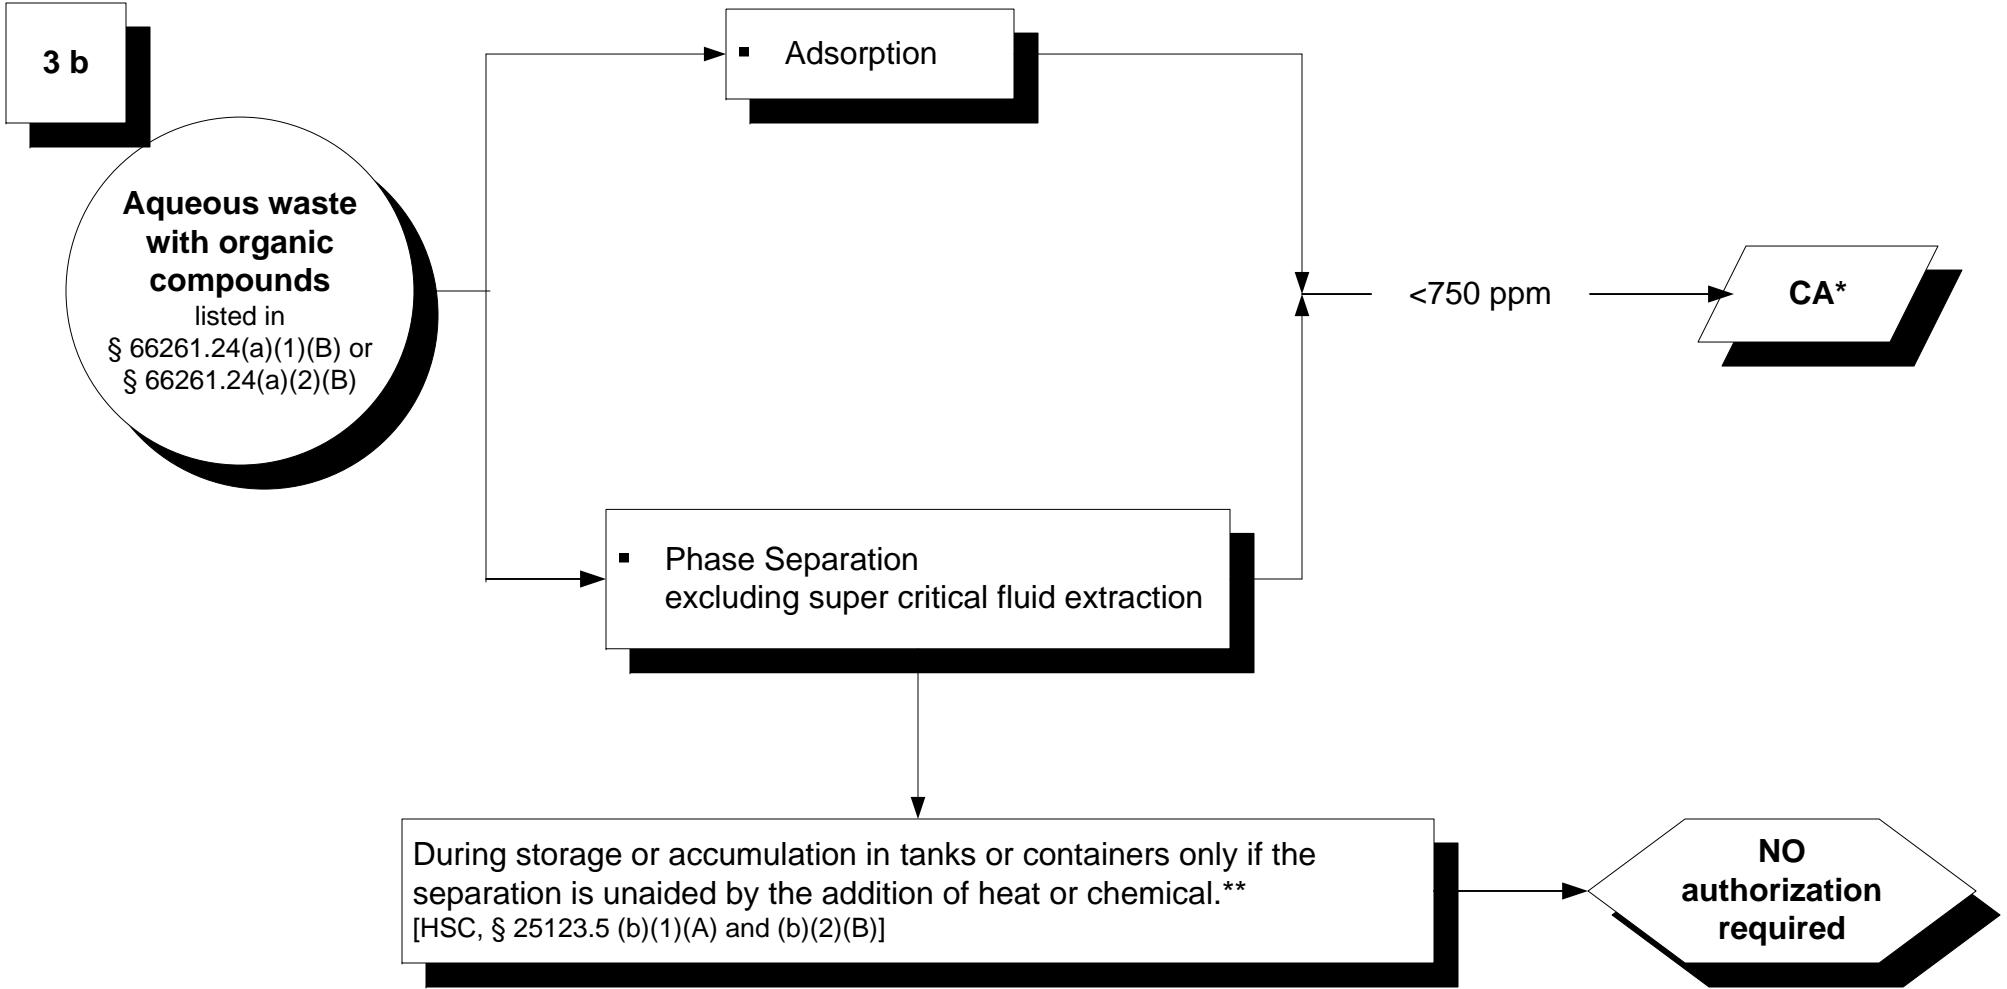 3 b
Aqueous waste
with organic
compounds
listed in
§ 66261.24(a)(1)(B) or
§ 66261.24(a)(2)(B)
▪ Adsorption
<750 ppm
CA*
▪ Phase Separation
excluding super critical fluid extraction
During storage or accumulation in tanks or containers only if the
separation is unaided by the addition of heat or chemical.**
[HSC, § 25123.5 (b)(1)(A) and (b)(2)(B)]
NO
authorization
required